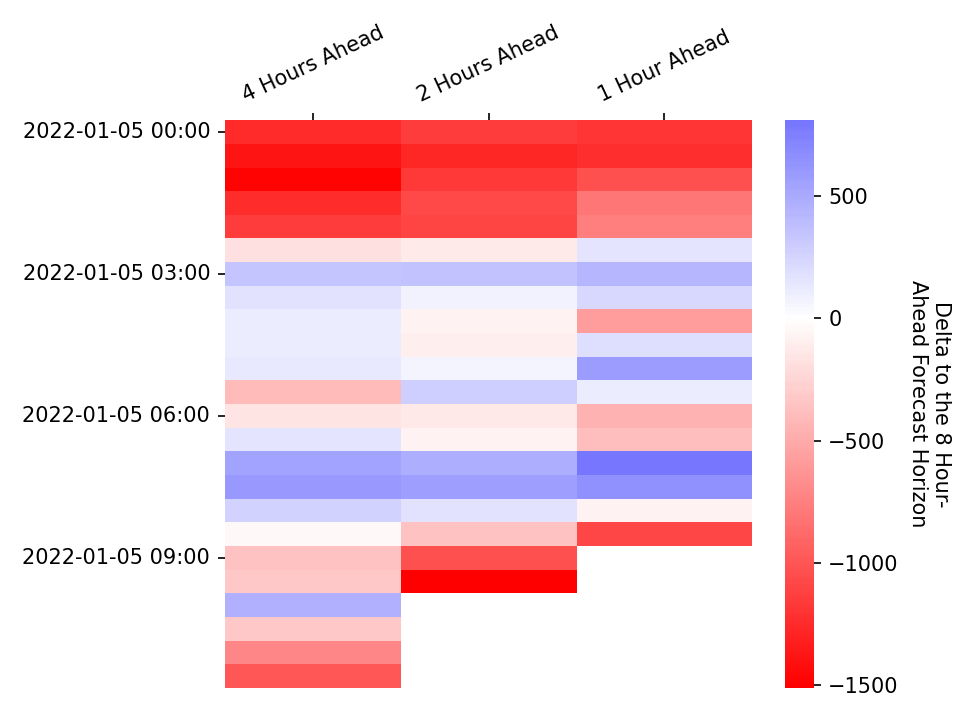 4 Hours Ahead
2 Hours Ahead
1 Hour Ahead
2022-01-05 00:00
2022-01-05 03:00
2022-01-05 06:00
2022-01-05 09:00
500
0
−500
−1000
−1500
Delta to the 8 Hour-
Ahead Forecast Horizon